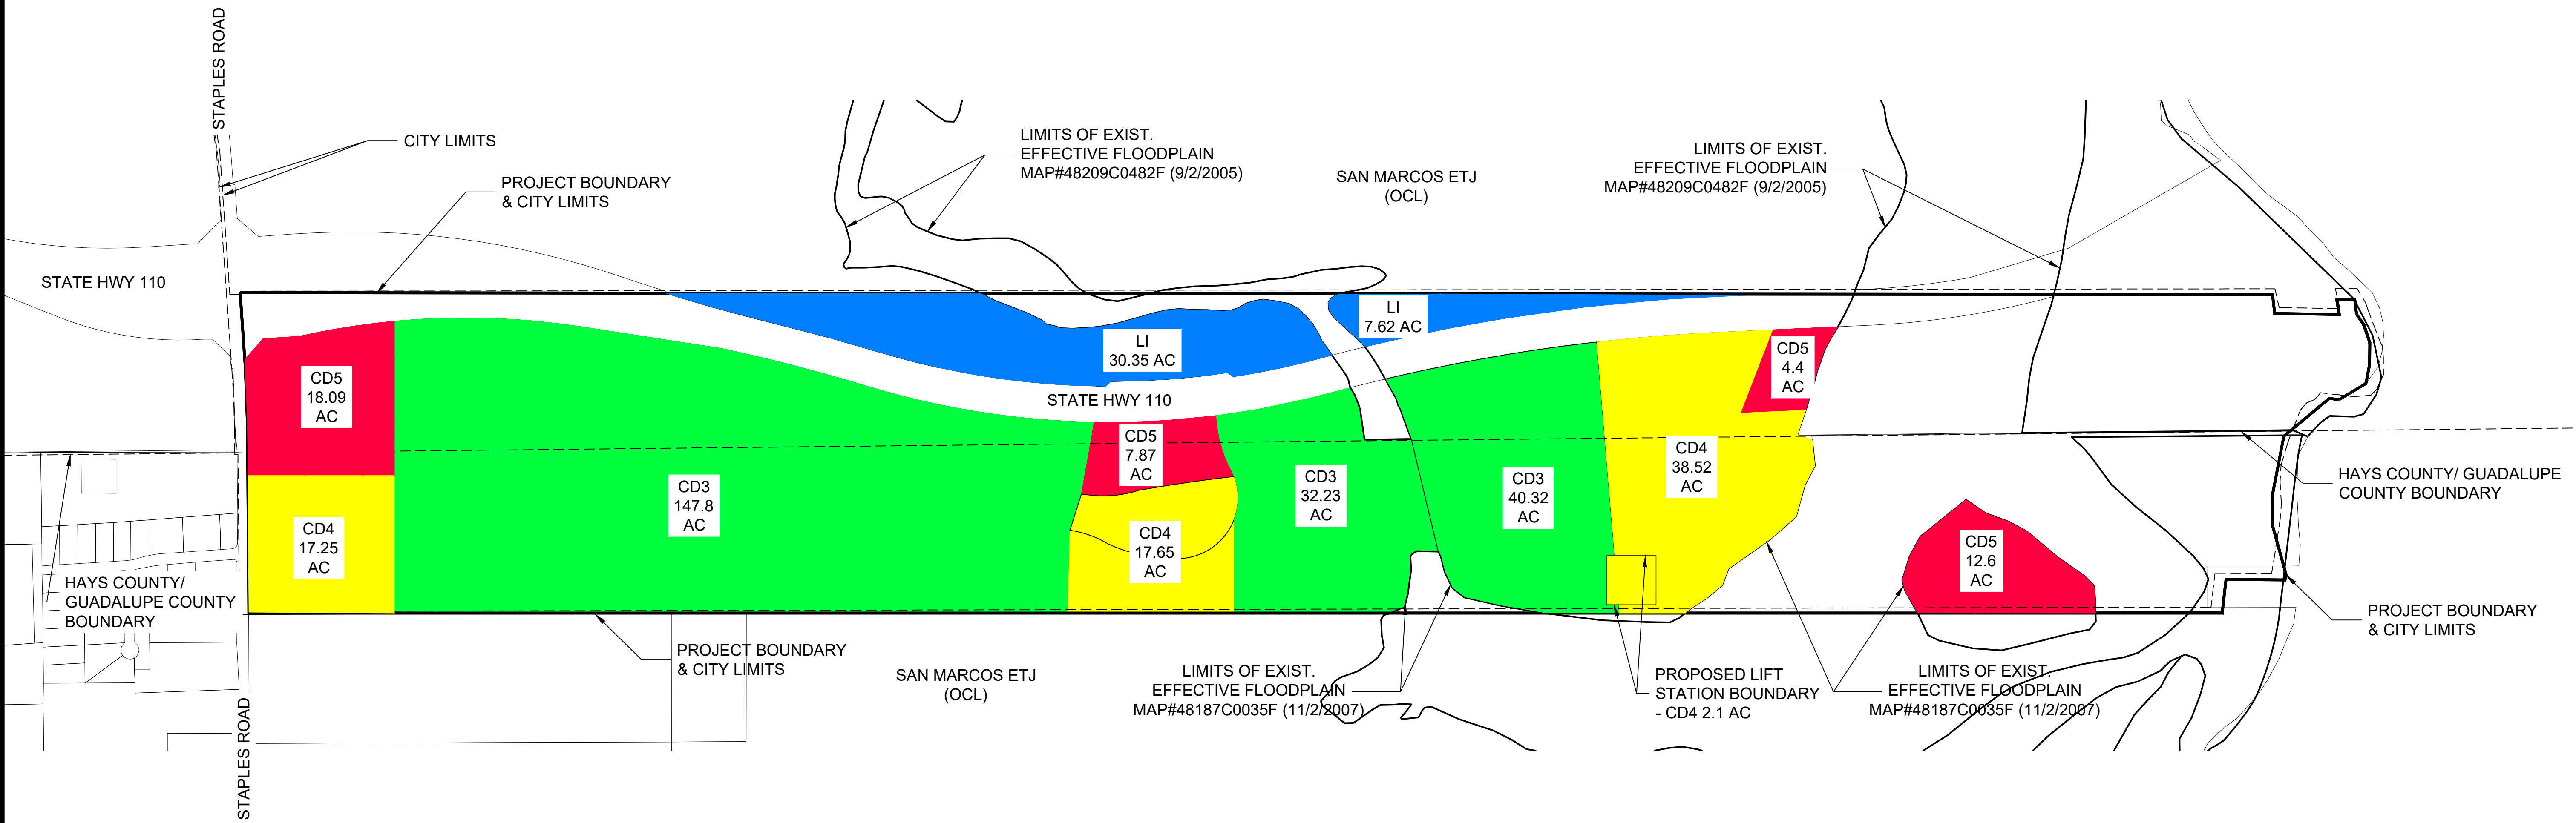 STAPLES ROAD
CITY LIMITS
PROJECT BOUNDARY
& CITY LIMITS
LIMITS OF EXIST.
EFFECTIVE FLOODPLAIN
MAP#48209C0482F (9/2/2005)
SAN MARCOS ETJ
(OCL)
LIMITS OF EXIST.
EFFECTIVE FLOODPLAIN
MAP#48209C0482F (9/2/2005)
STATE HWY 110
LI
30.35 AC
LI
7.62 AC
CD5
18.09
AC
CD5
4.4
AC
STATE HWY 110
CD5
7.87
AC
CD3
147.8
AC
CD3
32.23
AC
CD3
40.32
AC
CD4
38.52
AC
HAYS COUNTY/ GUADALUPE
COUNTY BOUNDARY
CD4
17.25
AC
CD4
17.65
AC
CD5
12.6
AC
HAYS COUNTY/
GUADALUPE COUNTY
BOUNDARY
PROJECT BOUNDARY
& CITY LIMITS
PROJECT BOUNDARY
& CITY LIMITS
SAN MARCOS ETJ
(OCL)
LIMITS OF EXIST.
EFFECTIVE FLOODPLAIN
MAP#48187C0035F (11/2/2007)
PROPOSED LIFT
STATION BOUNDARY
- CD4 2.1 AC
LIMITS OF EXIST.
EFFECTIVE FLOODPLAIN
MAP#48187C0035F (11/2/2007)
STAPLES ROAD